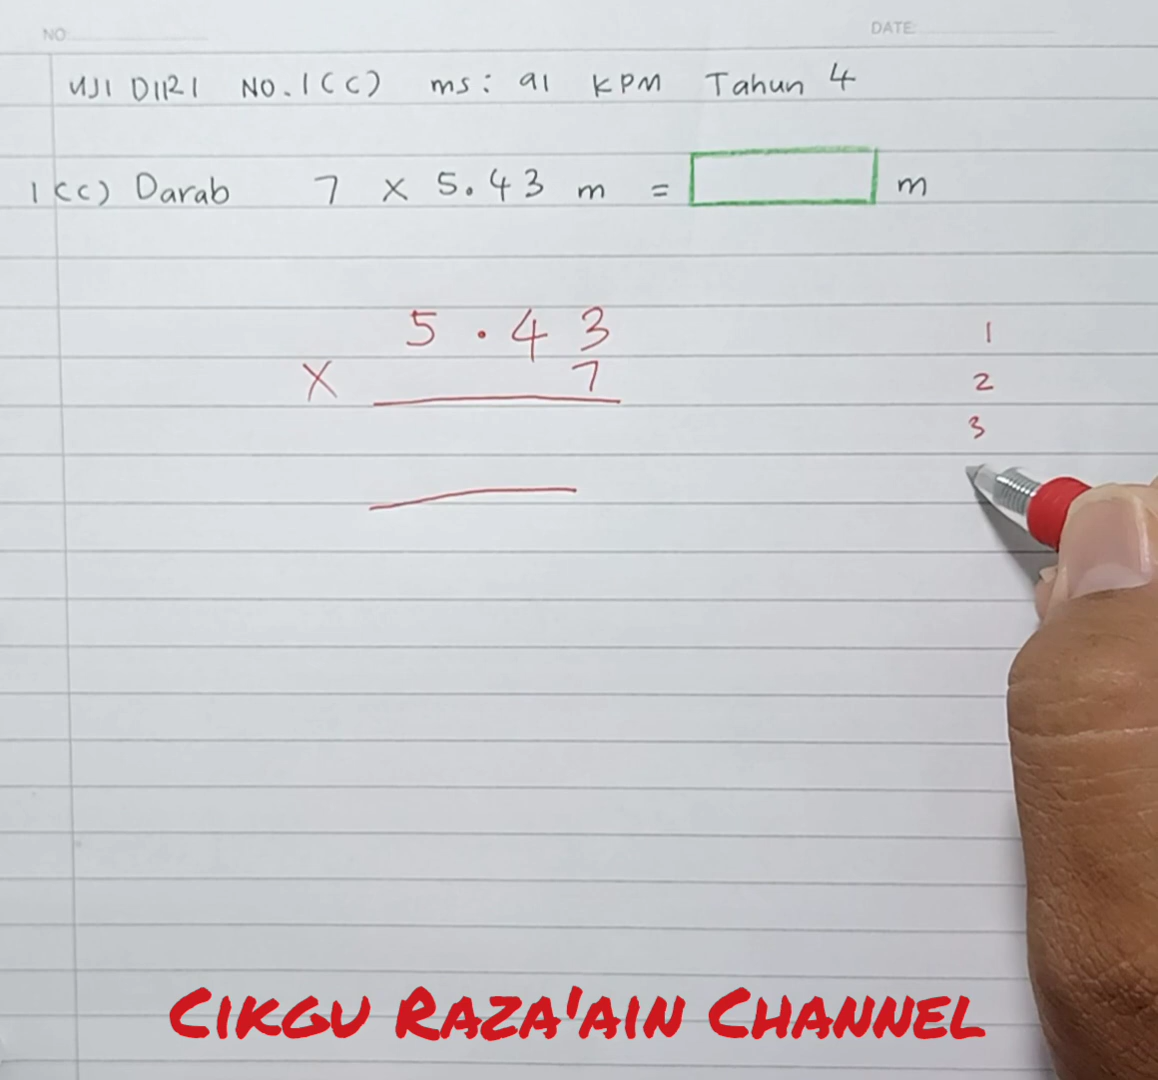 NO.
DATE:
UJI DIRI NO. 1 (C) ms: 91 KPM Tahun 4
1 (C) Darab 7 × 5.43 m = m
5.43
× 7
1
2
3
CIKGU RAZA'AIN CHANNEL